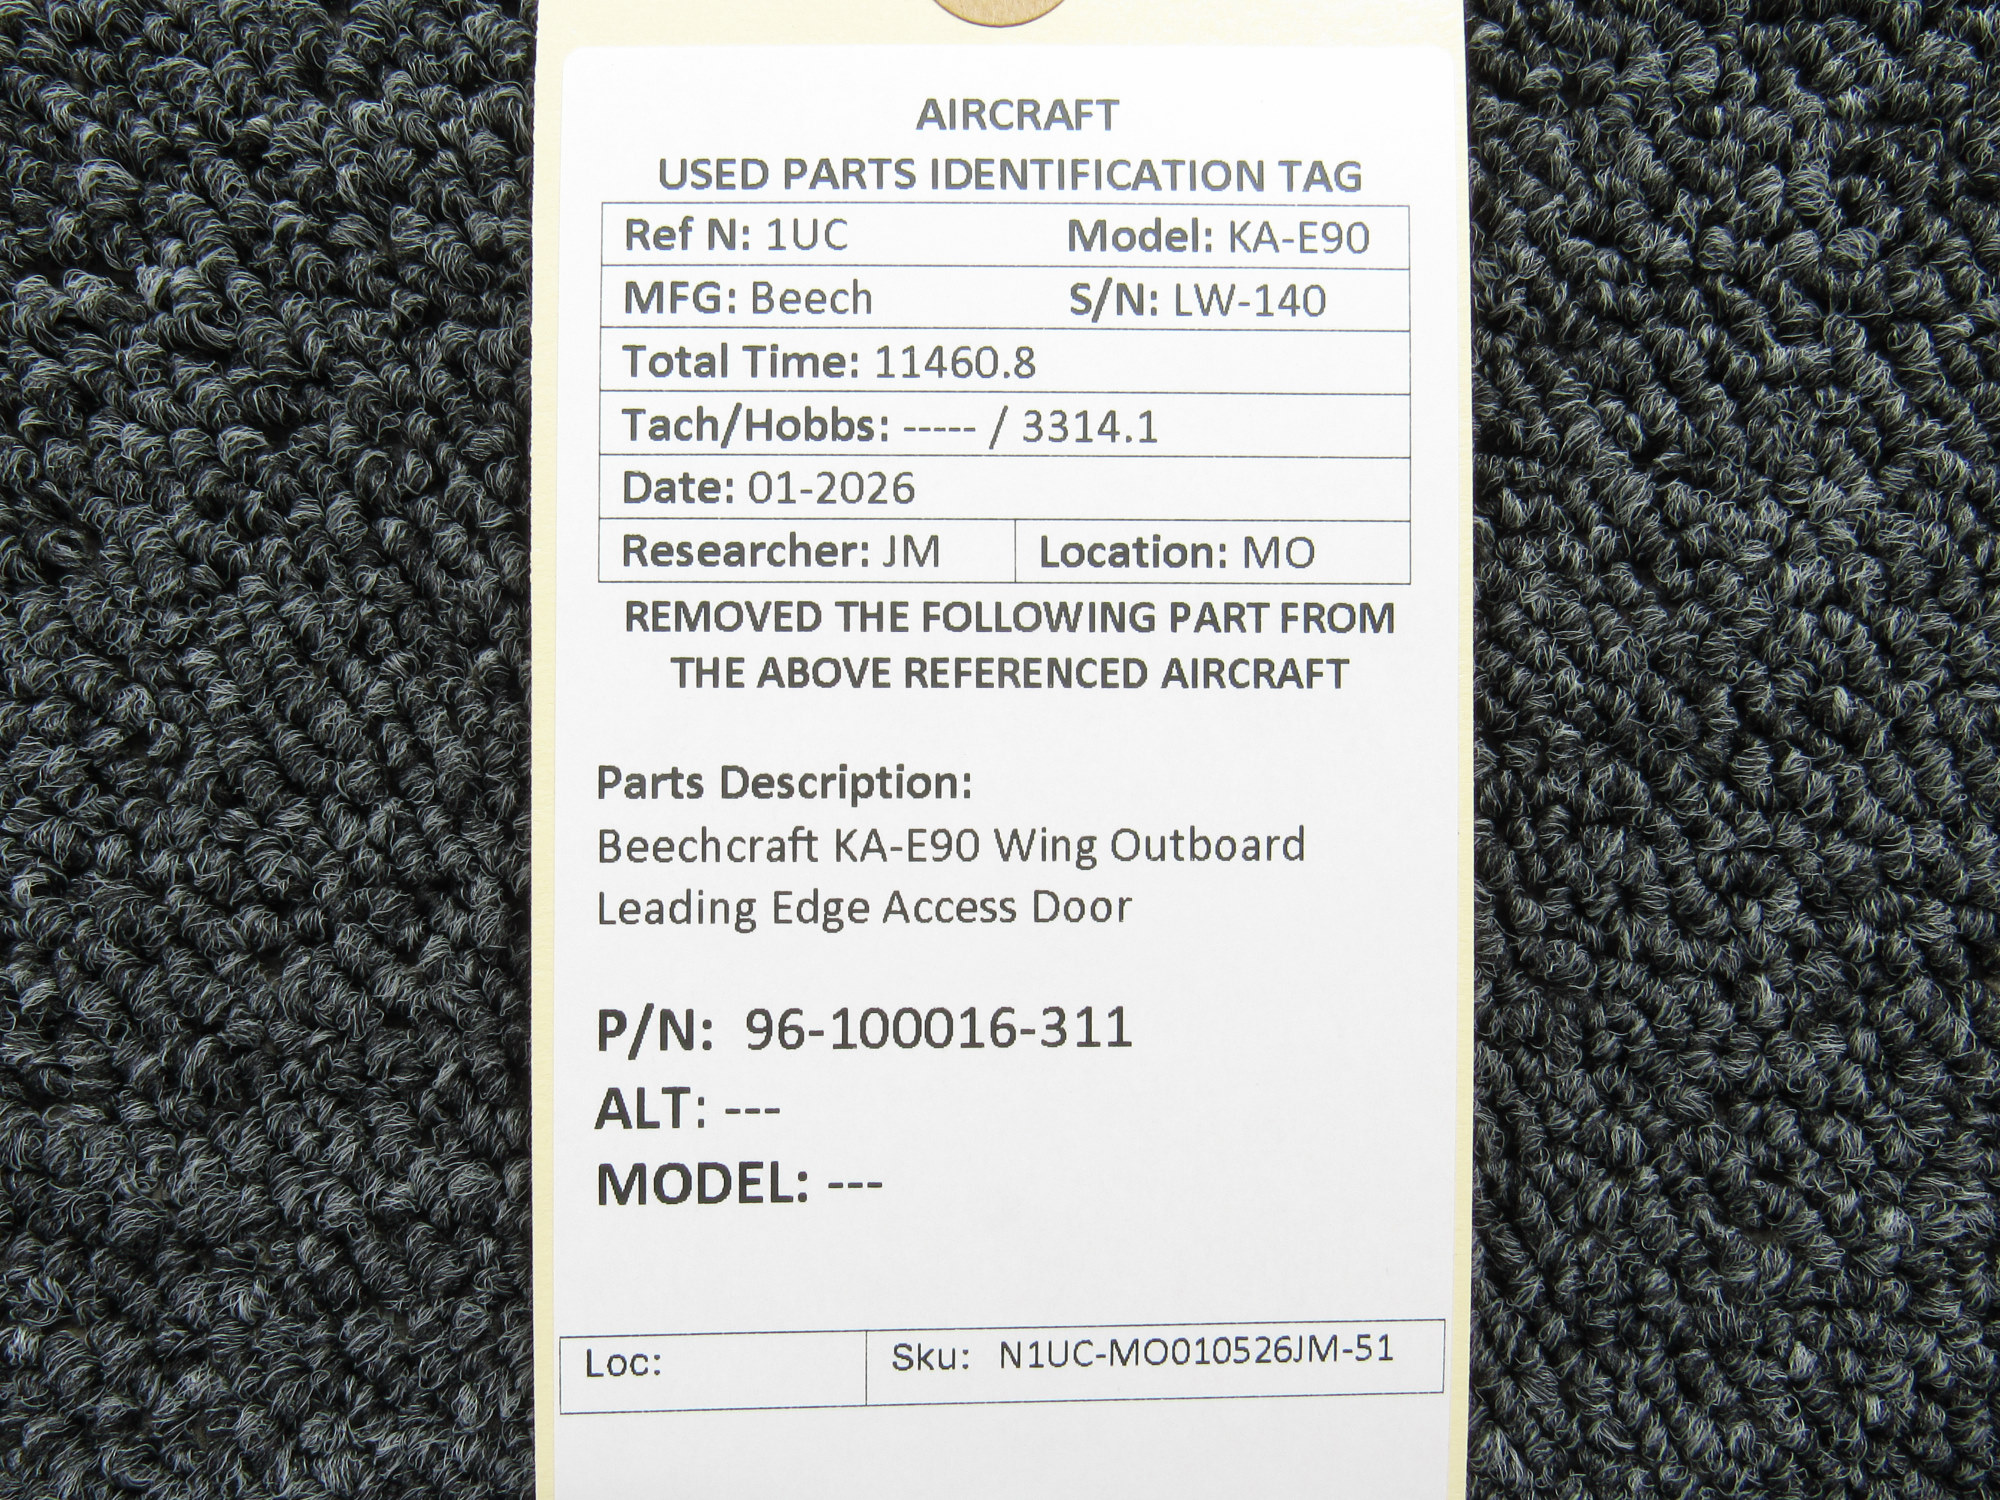 AIRCRAFT
USED PARTS IDENTIFICATION TAG
Ref N: 1UC Model: KA-E90
MFG: Beech S/N: LW-140
Total Time: 11460.8
Tach/Hobbs: ----- / 3314.1
Date: 01-2026
Researcher: JM Location: MO
REMOVED THE FOLLOWING PART FROM
THE ABOVE REFERENCED AIRCRAFT
Parts Description:
Beechcraft KA-E90 Wing Outboard
Leading Edge Access Door
P/N: 96-100016-311
ALT: ---
MODEL: ---
Loc: Sku: N1UC-MO010526JM-51